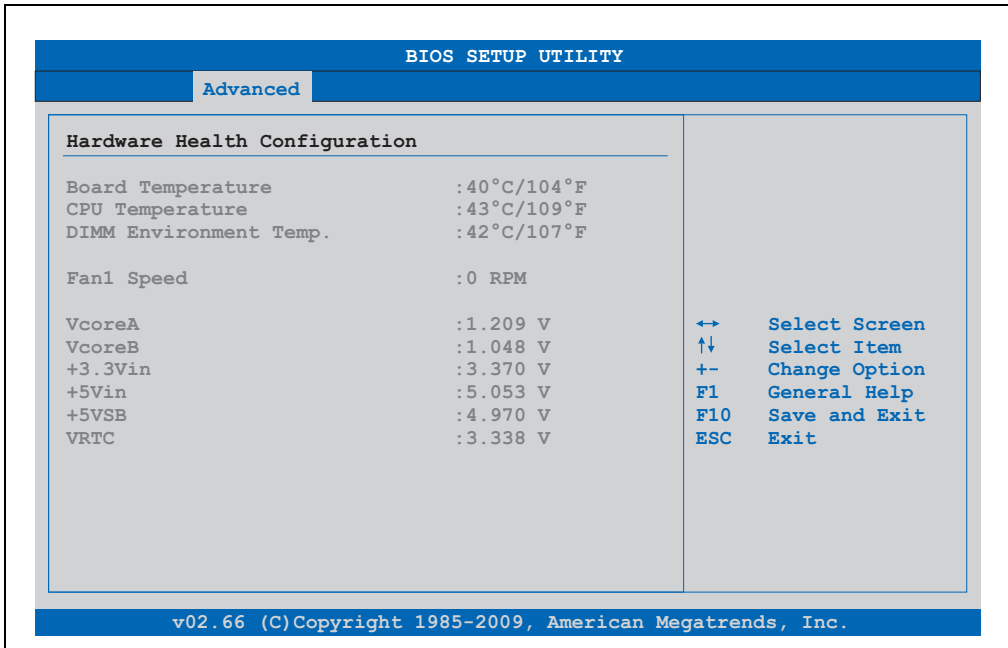 BIOS SETUP UTILITY
Advanced
Hardware Health Configuration
Board Temperature :40°C/104°F
CPU Temperature :43°C/109°F
DIMM Environment Temp. :42°C/107°F
Fan1 Speed :0 RPM
VcoreA :1.209 V
VcoreB :1.048 V
+3.3Vin :3.370 V
+5Vin :5.053 V
+5VSB :4.970 V
VRTC :3.338 V
↔ Select Screen
↑↓ Select Item
+- Change Option
F1 General Help
F10 Save and Exit
ESC Exit
v02.66 (C)Copyright 1985-2009, American Megatrends, Inc.